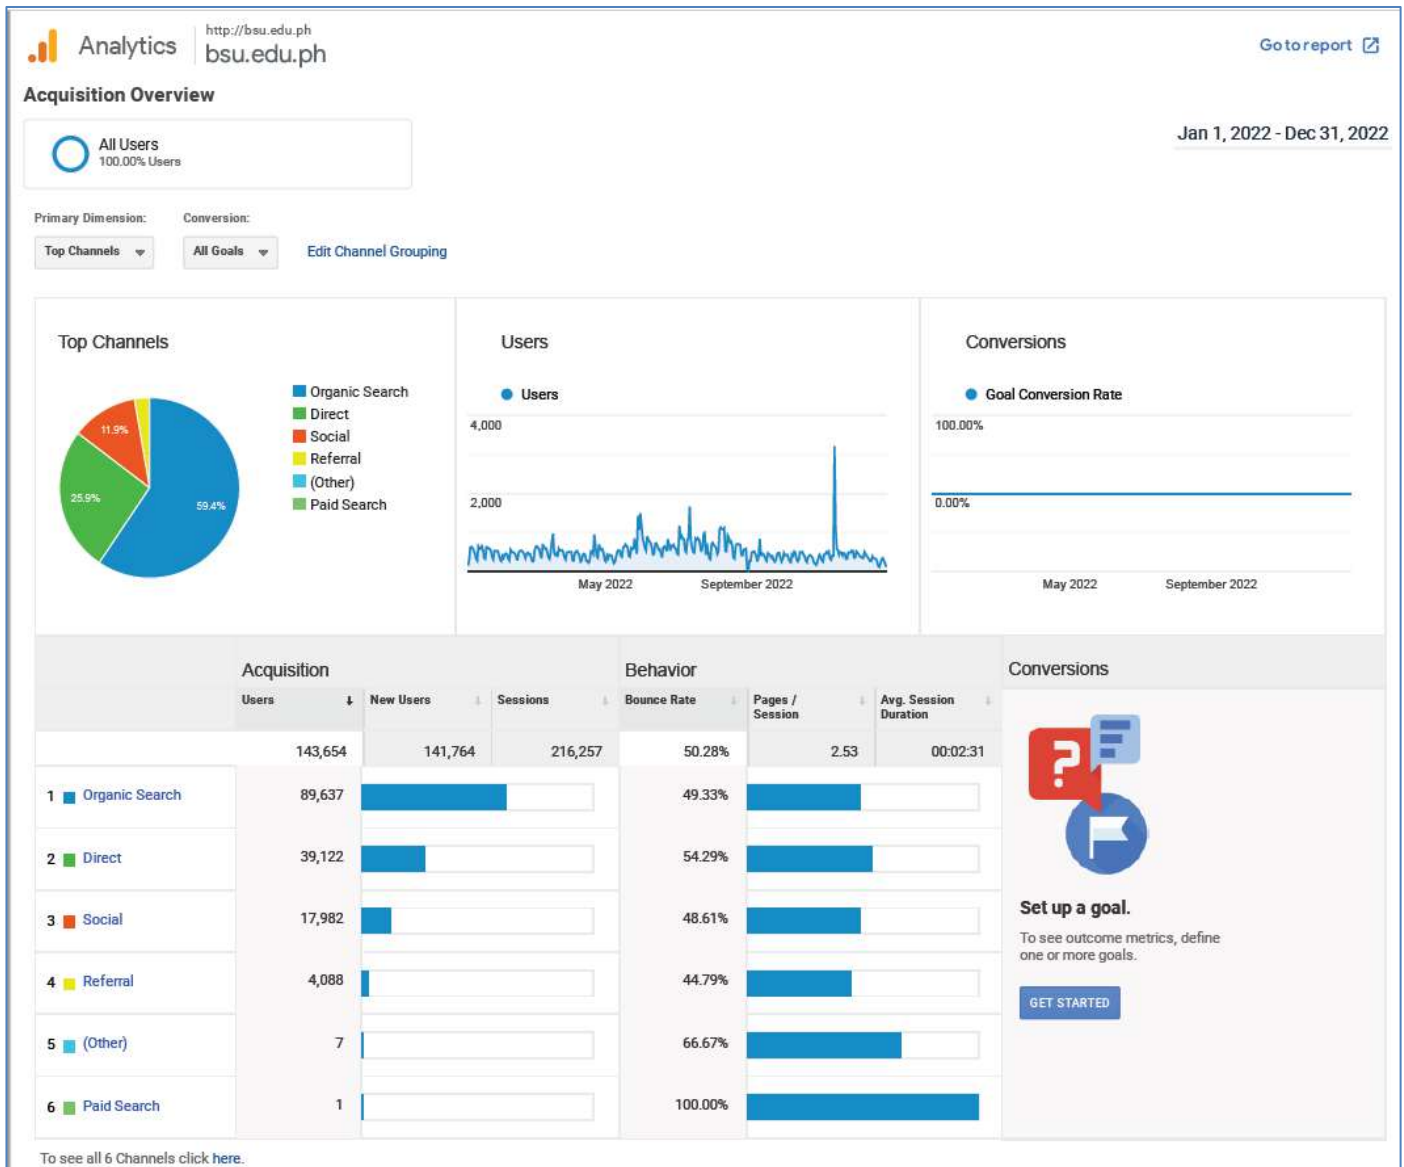 Analytics
http://bsu.edu.ph
bsu.edu.ph
Go to report
Acquisition Overview
All Users
100.00% Users
Jan 1, 2022 - Dec 31, 2022
Primary Dimension:
Conversion:
Top Channels
All Goals
Edit Channel Grouping
Top Channels
Organic Search
Direct
Social
Referral
(Other)
Paid Search
11.9%
25.9%
59.4%
Users
Users
4,000
2,000
May 2022
September 2022
Conversions
Goal Conversion Rate
100.00%
0.00%
May 2022
September 2022
Acquisition
Behavior
Conversions
Users
New Users
Sessions
Bounce Rate
Pages /
Session
Avg. Session
Duration
143,654
141,764
216,257
50.28%
2.53
00:02:31
1 Organic Search 89,637 49.33%
2 Direct 39,122 54.29%
3 Social 17,982 48.61%
4 Referral 4,088 44.79%
5 (Other) 7 66.67%
6 Paid Search 1 100.00%
?
Set up a goal.
To see outcome metrics, define
one or more goals.
GET STARTED
To see all 6 Channels click here.